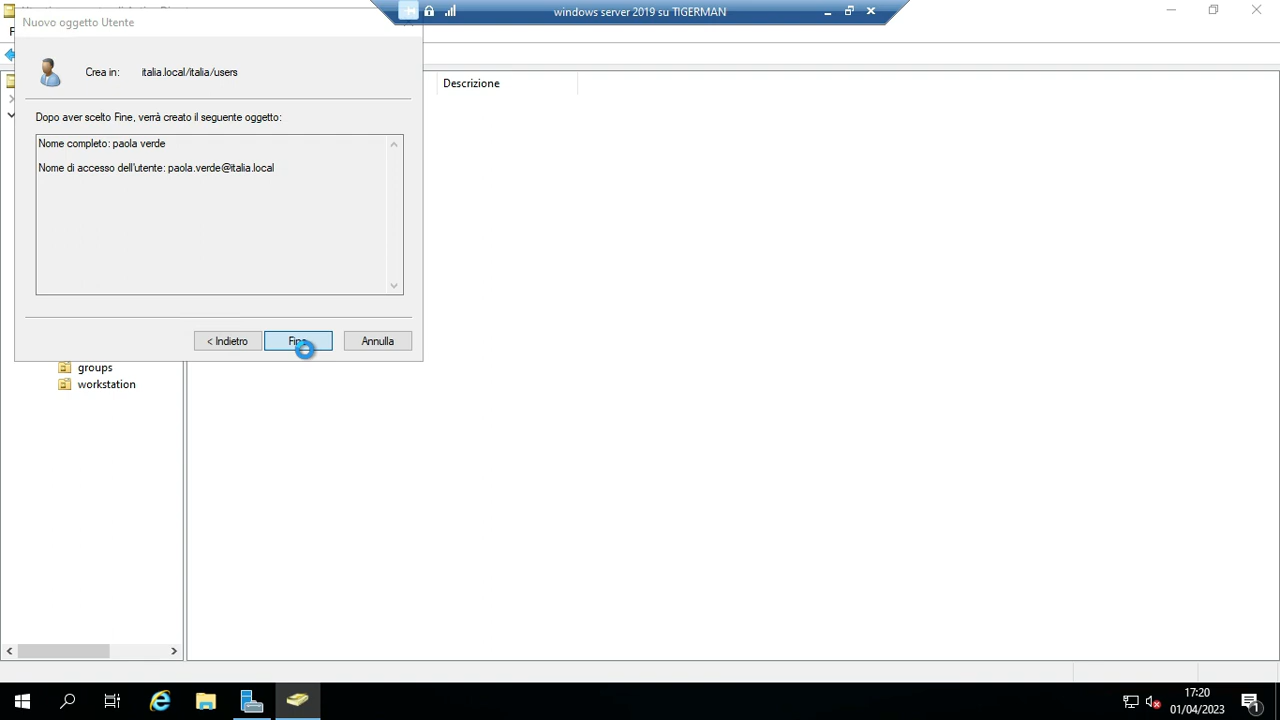 windows server 2019 su TIGERMAN
Nuovo oggetto Utente
Crea in: italia.local/italia/users
Descrizione
Dopo aver scelto Fine, verrà creato il seguente oggetto:
Nome completo: paola verde
Nome di accesso dell'utente: paola.verde@italia.local
< Indietro
Fine
Annulla
groups
workstation
17:20
01/04/2023
1